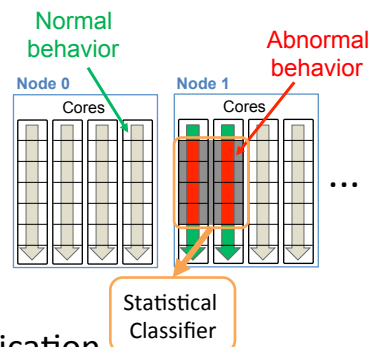 Normal
behavior
Abnormal
behavior
Node 0
Node 1
Cores
Cores
...
Statistical
Classifier